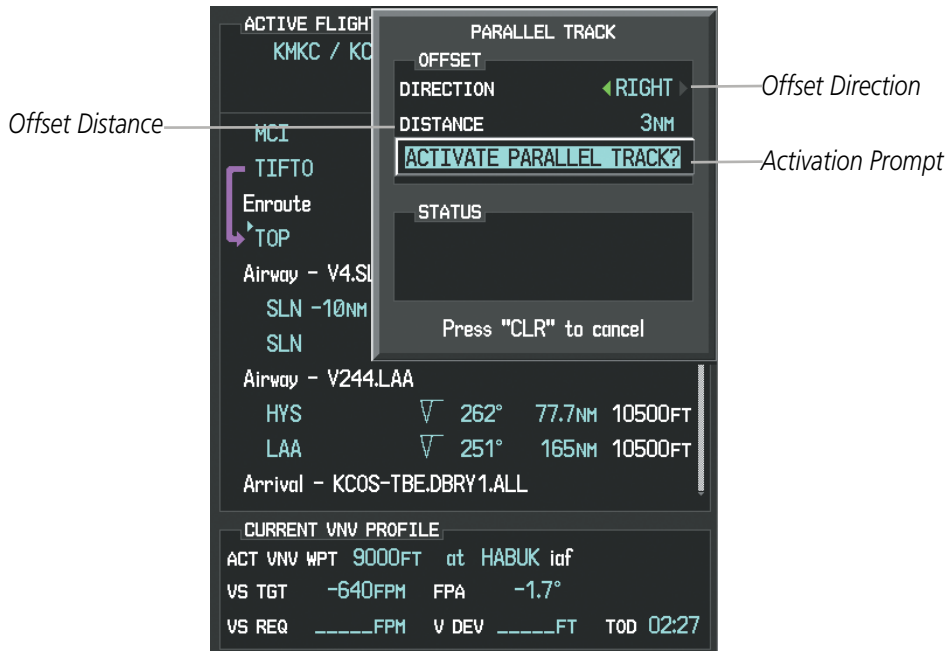 ACTIVE FLIGHT
KMKC / KC
PARALLEL TRACK
OFFSET
DIRECTION RIGHT
Offset Direction
Offset Distance
DISTANCE 3NM
ACTIVATE PARALLEL TRACK?
Activation Prompt
STATUS
Press "CLR" to cancel
MCI
TIFTO
Enroute
TOP
Airway - V4.SL
SLN -10NM
SLN
Airway - V244.LAA
HYS 262° 77.7NM 10500FT
LAA 251° 165NM 10500FT
Arrival - KCOS-TBE.DBRY1.ALL
CURRENT VNV PROFILE
ACT VNV WPT 9000FT at HABUK iaf
VS TGT -640FPM FPA -1.7°
VS REQ _____FPM V DEV _____FT TOD 02:27